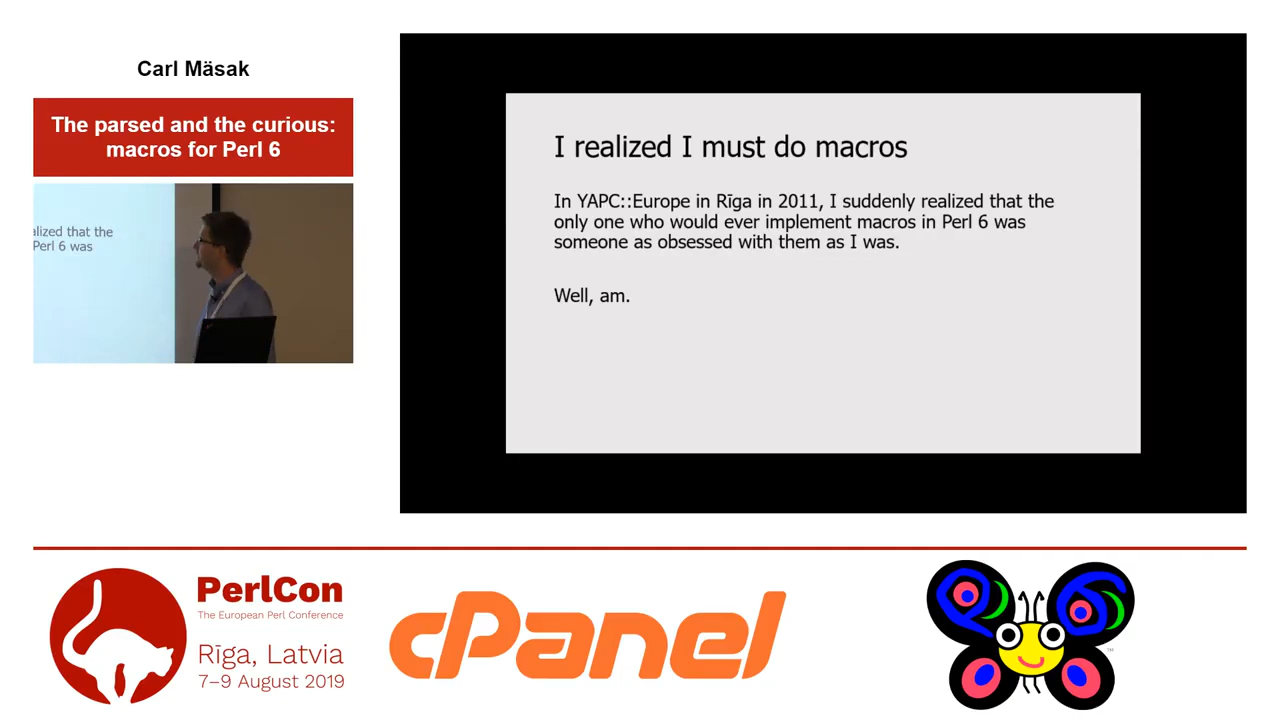 Carl Mäsak
The parsed and the curious:
macros for Perl 6
alized that the
Perl 6 was
I realized I must do macros
In YAPC::Europe in Rīga in 2011, I suddenly realized that the
only one who would ever implement macros in Perl 6 was
someone as obsessed with them as I was.
Well, am.
PerlCon
The European Perl Conference
Rīga, Latvia
7–9 August 2019
cPanel
TM